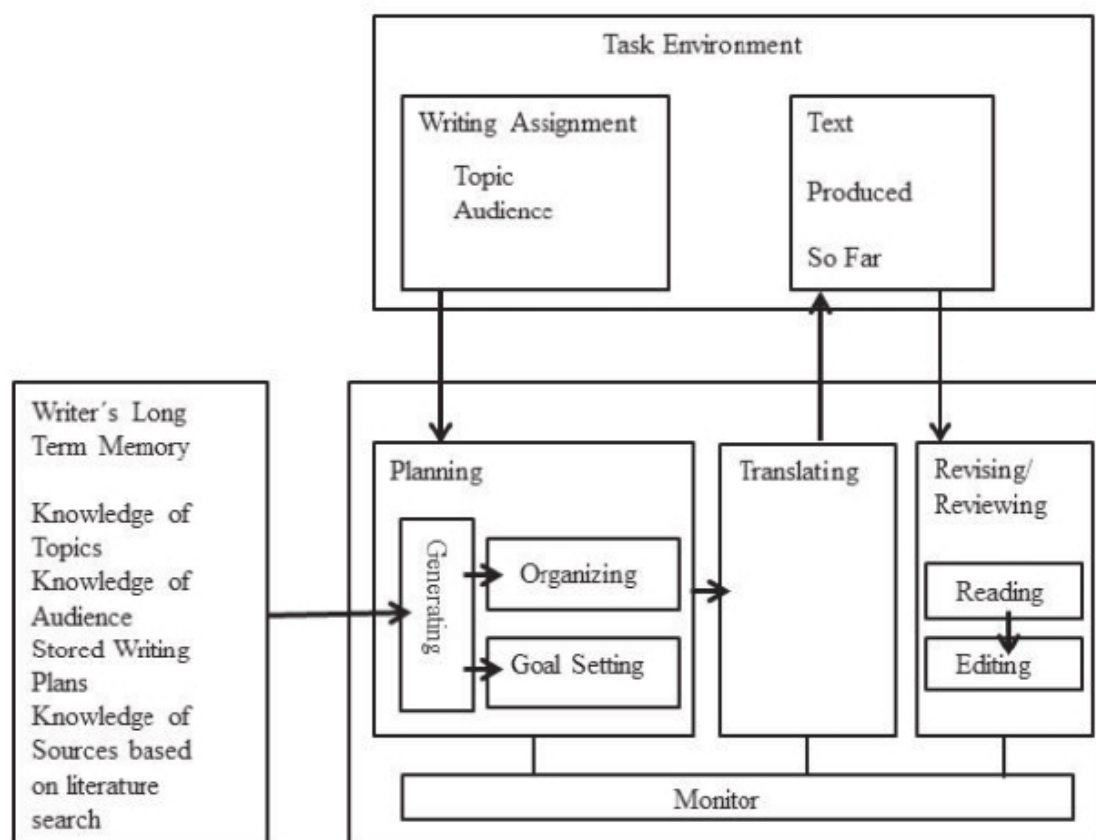 Task Environment
Writing Assignment
Topic
Audience
Text
Produced
So Far
Writer´s Long
Term Memory
Knowledge of
Topics
Knowledge of
Audience
Stored Writing
Plans
Knowledge of
Sources based
on literature
search
Planning
Generating
Organizing
Goal Setting
Translating
Revising/
Reviewing
Reading
Editing
Monitor